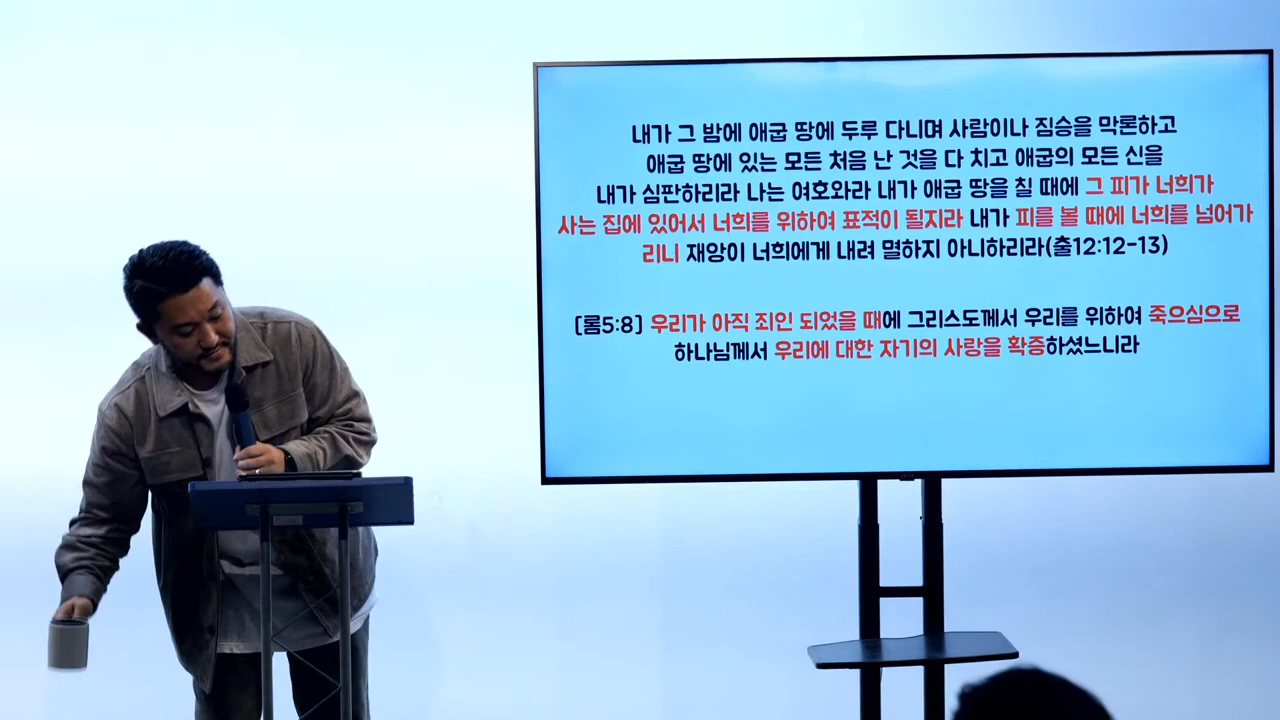 내가 그 밤에 애굽 땅에 두루 다니며 사람이나 짐승을 막론하고
애굽 땅에 있는 모든 처음 난 것을 다 치고 애굽의 모든 신을
내가 심판하리라 나는 여호와라 내가 애굽 땅을 칠 때에 그 피가 너희가
사는 집에 있어서 너희를 위하여 표적이 될지라 내가 피를 볼 때에 너희를 넘어가
리니 재앙이 너희에게 내려 멸하지 아니하리라(출12:12-13)
[롬5:8] 우리가 아직 죄인 되었을 때에 그리스도께서 우리를 위하여 죽으심으로
하나님께서 우리에 대한 자기의 사랑을 확증하셨느니라